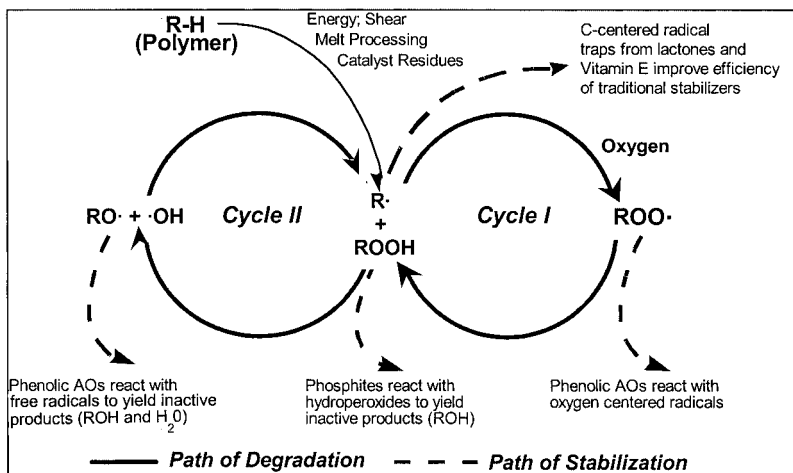 R-H
(Polymer)
Energy; Shear
Melt Processing
Catalyst Residues
C-centered radical
traps from lactones and
Vitamin E improve efficiency
of traditional stabilizers
Oxygen
RO· + ·OH
Cycle II
R·
+
ROOH
Cycle I
ROO·
Phenolic AOs react with
free radicals to yield inactive
products (ROH and H₂0)
Phosphites react with
hydroperoxides to yield
inactive products (ROH)
Phenolic AOs react with
oxygen centered radicals
Path of Degradation
Path of Stabilization